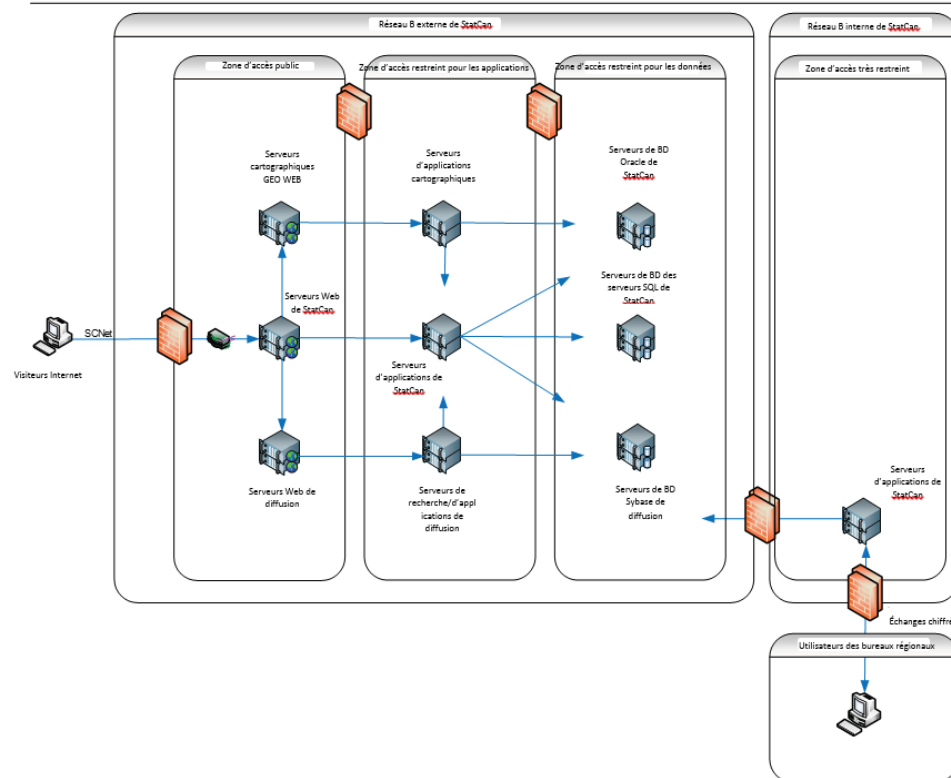 Réseau B externe de StatCan
Réseau B interne de StatCan
Zone d'accès public
Zone d'accès restreint pour les applications
Zone d'accès restreint pour les données
Zone d'accès très restreint
Serveurs
cartographiques
GEO WEB
Serveurs
d'applications
cartographiques
Serveurs de BD
Oracle de
StatCan
Serveurs Web
de StatCan
Serveurs de BD des
serveurs SQL de
StatCan
SCNet
Visiteurs Internet
Serveurs
d'applications de
StatCan
Serveurs Web de
diffusion
Serveurs de
recherche/d'appl
ications de
diffusion
Serveurs de BD
Sybase de
diffusion
Serveurs
d'applications de
StatCan
Échanges chiffre
Utilisateurs des bureaux régionaux